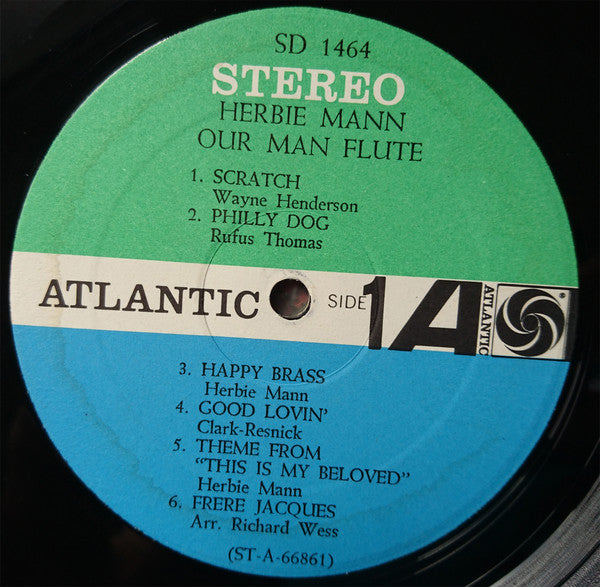 SD 1464
STEREO
HERBIE MANN
OUR MAN FLUTE
1. SCRATCH
Wayne Henderson
2. PHILLY DOG
Rufus Thomas
ATLANTIC SIDE 1 A ATLANTIC ®
3. HAPPY BRASS
Herbie Mann
4. GOOD LOVIN'
Clark-Resnick
5. THEME FROM
"THIS IS MY BELOVED"
Herbie Mann
6. FRERE JACQUES
Arr. Richard Wess
(ST-A-66861)